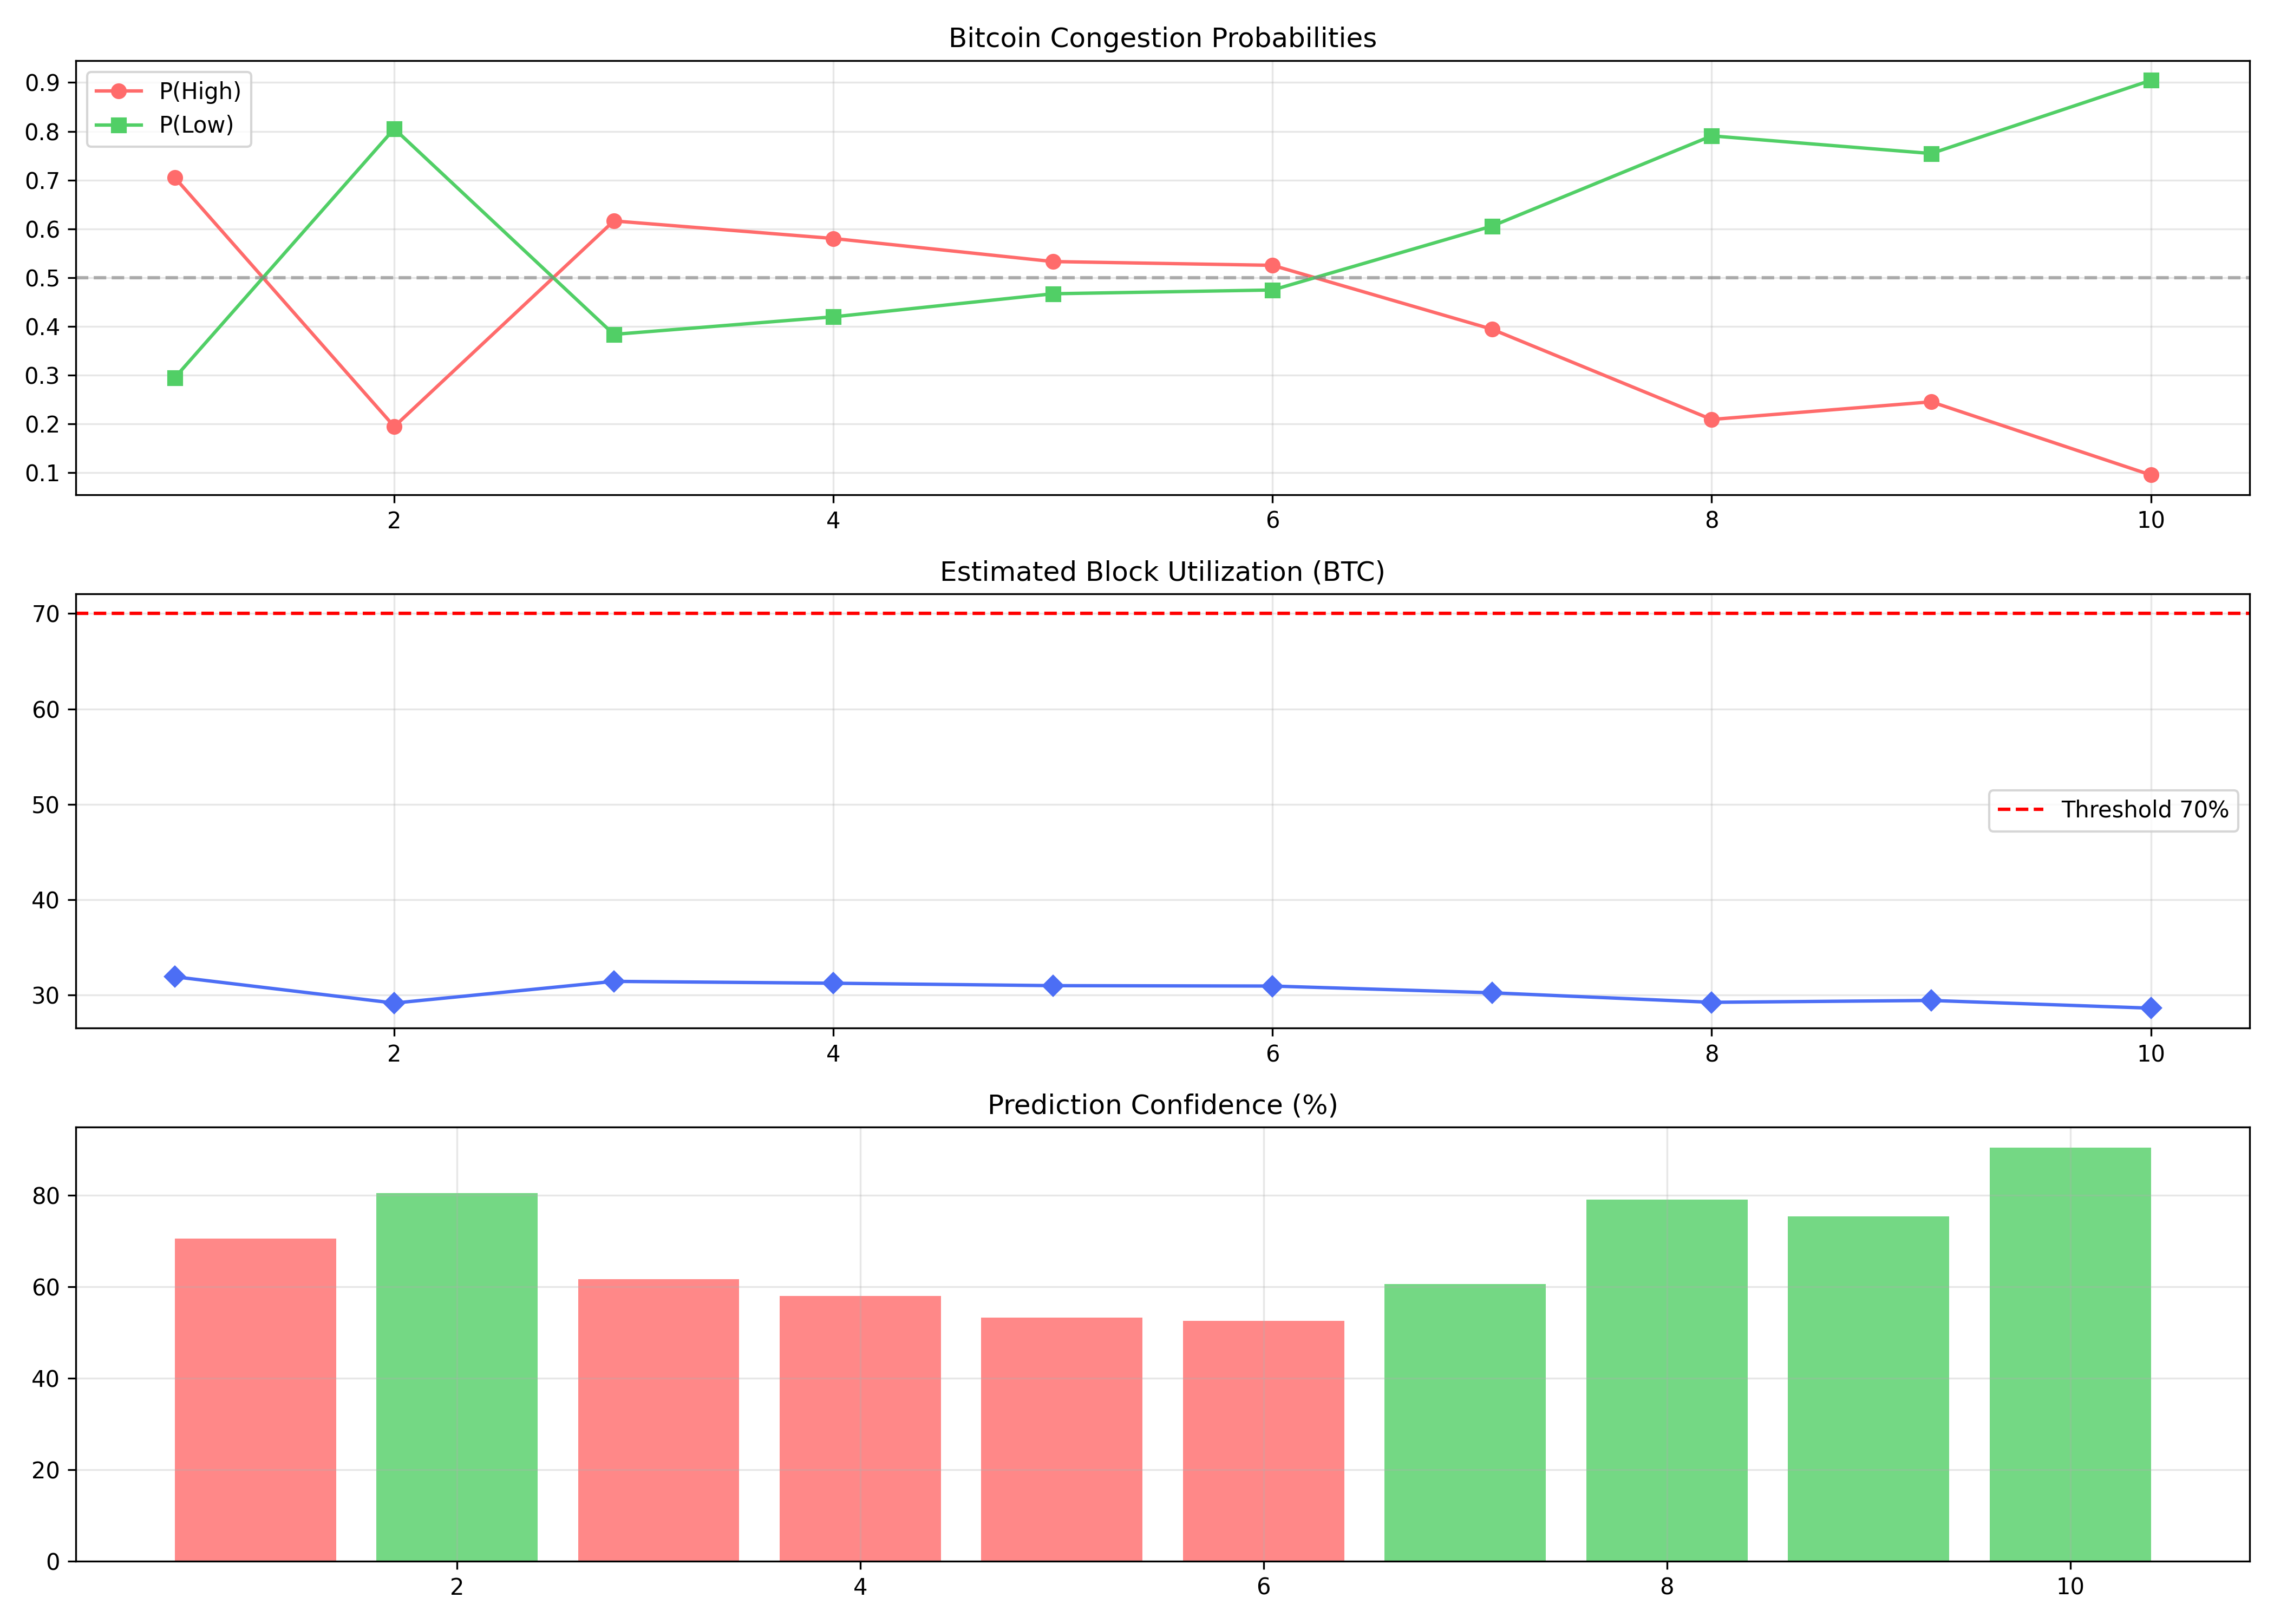 Bitcoin Congestion Probabilities
P(High)
P(Low)
0.9
0.8
0.7
0.6
0.5
0.4
0.3
0.2
0.1
2 4 6 8 10
Estimated Block Utilization (BTC)
70
60
50
40
30
Threshold 70%
2 4 6 8 10
Prediction Confidence (%)
80
60
40
20
0
2 4 6 8 10